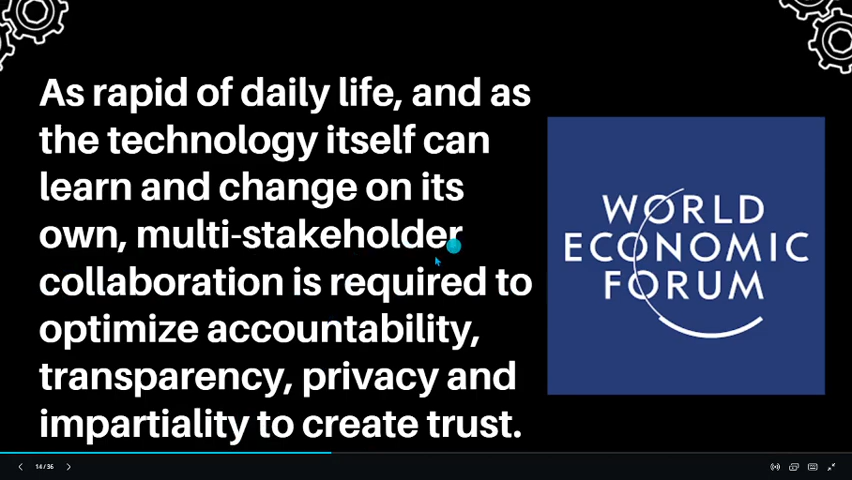 As rapid of daily life, and as
the technology itself can
learn and change on its
own, multi-stakeholder
collaboration is required to
optimize accountability,
transparency, privacy and
impartiality to create trust.
WORLD
ECONOMIC
FORUM
14/36